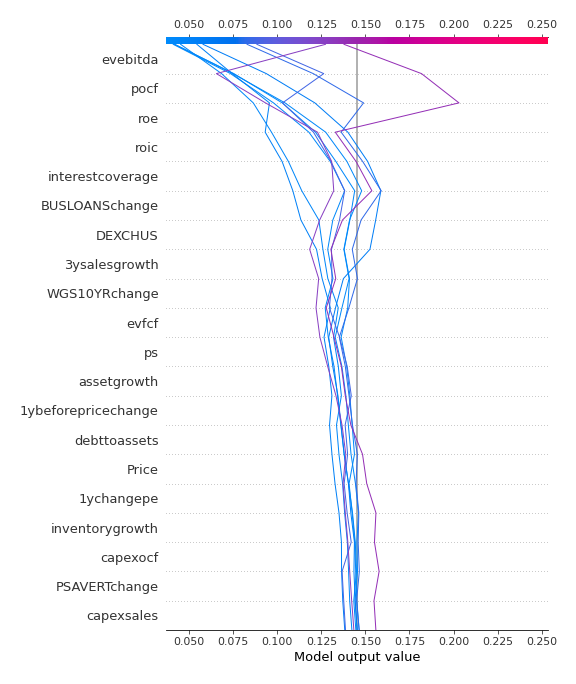 0.050 0.075 0.100 0.125 0.150 0.175 0.200 0.225 0.250
evebitda
pocf
roe
roic
interestcoverage
BUSLOANSchange
DEXCHUS
3ysalesgrowth
WGS10YRchange
evfcf
ps
assetgrowth
1ybeforepricechange
debttoassets
Price
1ychangepe
inventorygrowth
capexocf
PSAVERTchange
capexsales
0.050 0.075 0.100 0.125 0.150 0.175 0.200 0.225 0.250
Model output value